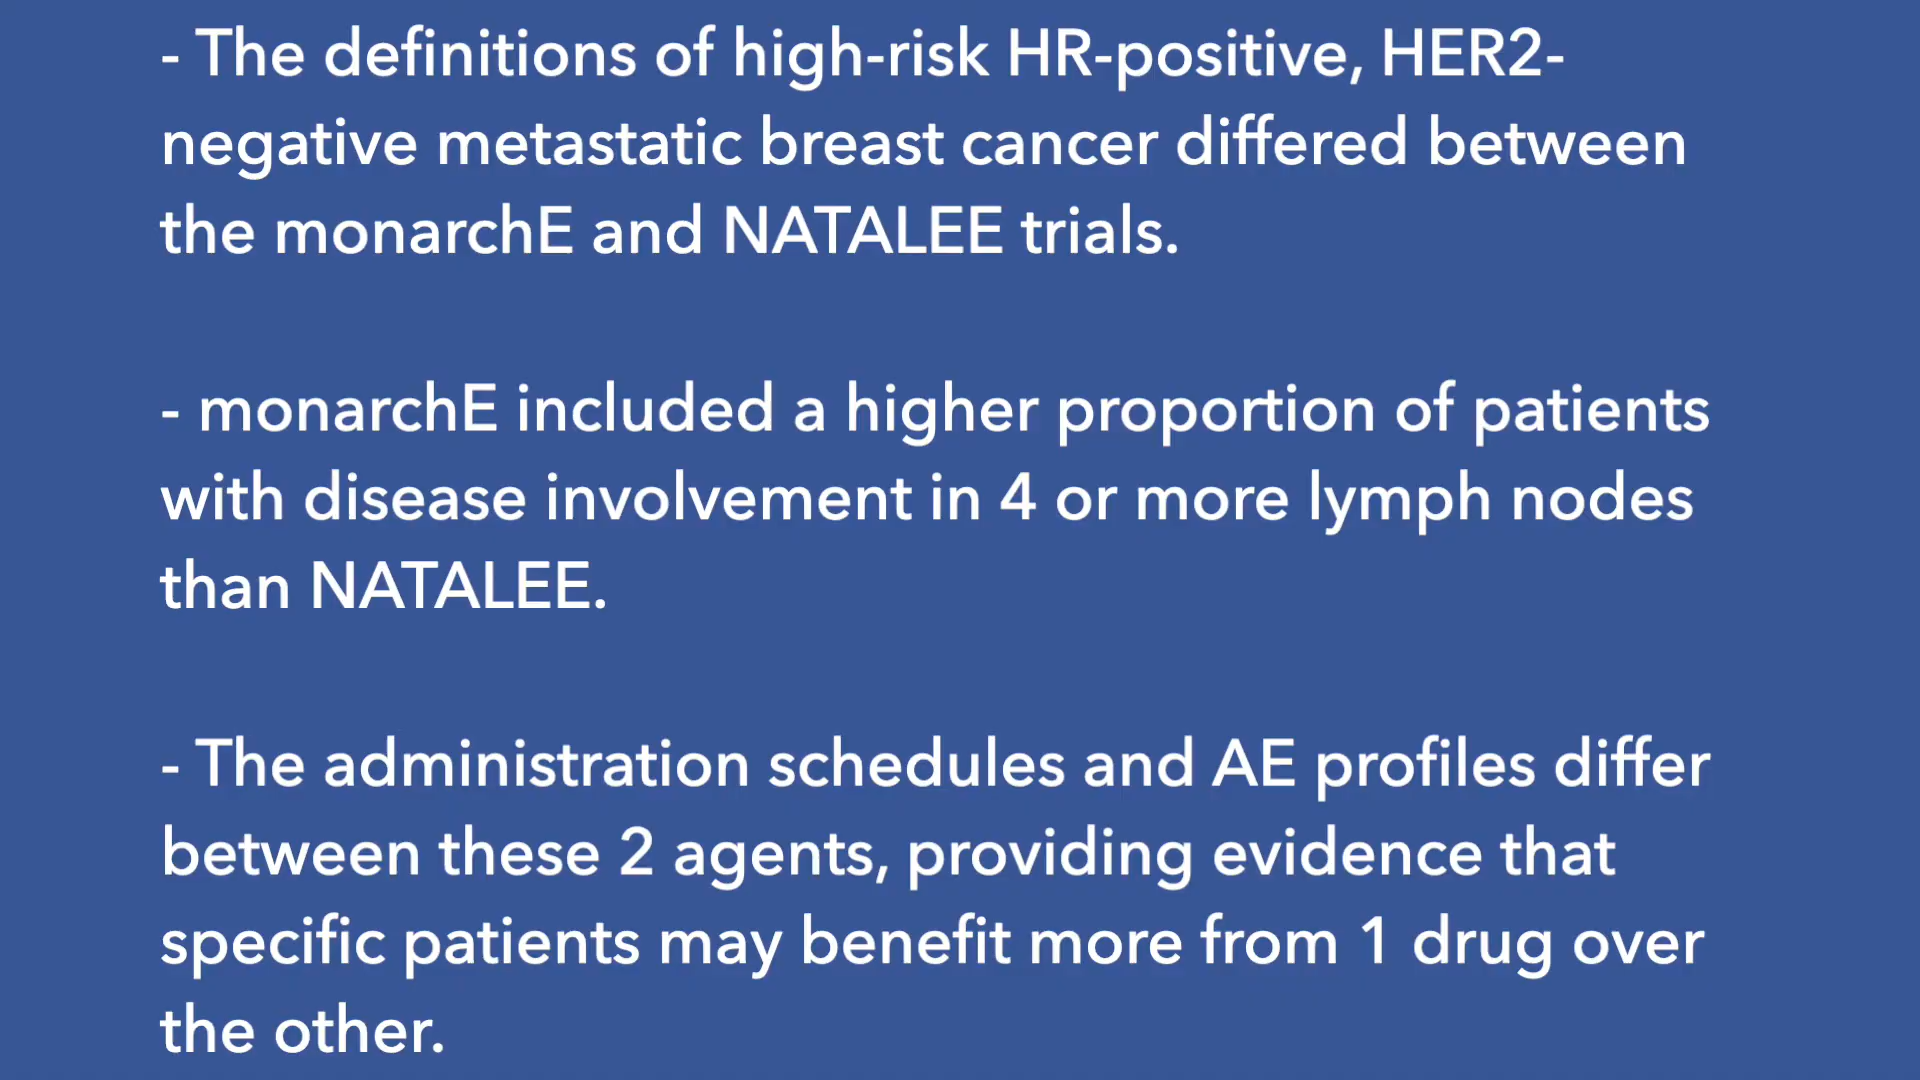 - The definitions of high-risk HR-positive, HER2-
negative metastatic breast cancer differed between
the monarchE and NATALEE trials.
- monarchE included a higher proportion of patients
with disease involvement in 4 or more lymph nodes
than NATALEE.
- The administration schedules and AE profiles differ
between these 2 agents, providing evidence that
specific patients may benefit more from 1 drug over
the other.